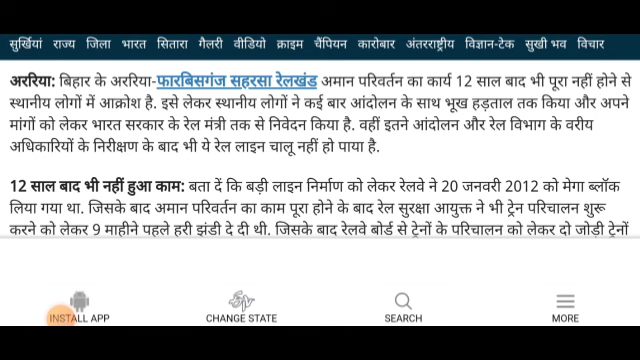 सुर्खियां राज्य जिला भारत सितारा गैलरी वीडियो क्राइम चैंपियन कारोबार अंतरराष्ट्रीय विज्ञान-टेक सुखी भव विचार
अररिया: बिहार के अररिया-फारबिसगंज सहरसा रेलखंड अमान परिवर्तन का कार्य 12 साल बाद भी पूरा नहीं होने से
स्थानीय लोगों में आक्रोश है. इसे लेकर स्थानीय लोगों ने कई बार आंदोलन के साथ भूख हड़ताल तक किया और अपने
मांगों को लेकर भारत सरकार के रेल मंत्री तक से निवेदन किया है. वहीं इतने आंदोलन और रेल विभाग के वरीय
अधिकारियों के निरीक्षण के बाद भी ये रेल लाइन चालू नहीं हो पाया है.
12 साल बाद भी नहीं हुआ काम: बता दें कि बड़ी लाइन निर्माण को लेकर रेलवे ने 20 जनवरी 2012 को मेगा ब्लॉक
लिया गया था. जिसके बाद अमान परिवर्तन का काम पूरा होने के बाद रेल सुरक्षा आयुक्त ने भी ट्रेन परिचालन शुरू
करने को लेकर 9 माहीने पहले हरी झंडी दे दी थी. जिसके बाद रेलवे बोर्ड से ट्रेनों के परिचालन को लेकर दो जोड़ी ट्रेनों
INSTALL APP CHANGE STATE SEARCH MORE